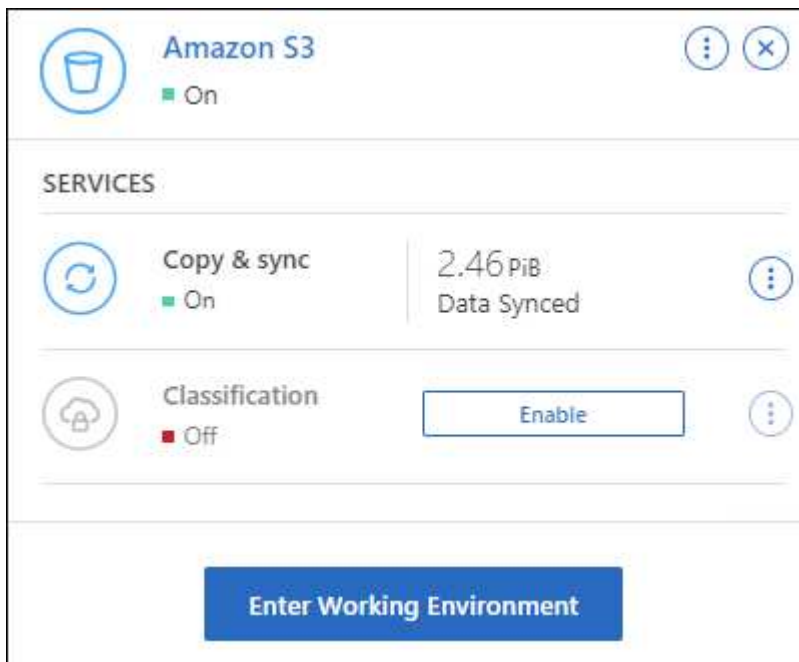 Amazon S3
On
SERVICES
Copy & sync
On
2.46 PiB
Data Synced
Classification
Off
Enable
Enter Working Environment